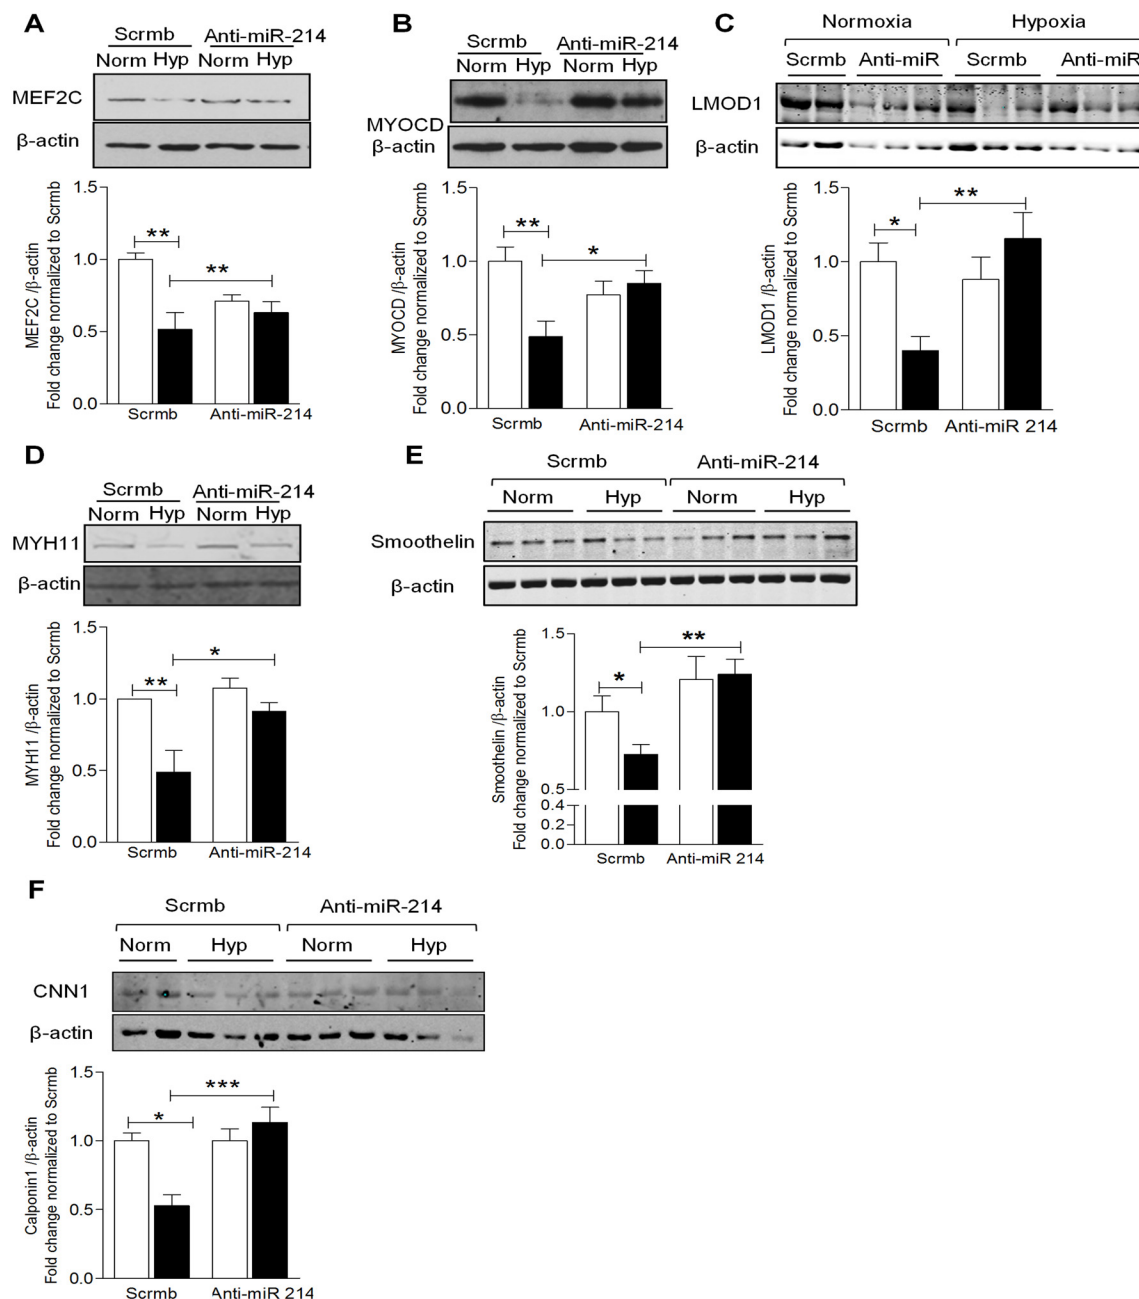 A
Scrmb Anti-miR-214
Norm Hyp Norm Hyp
MEF2C
β-actin
MEF2C /β-actin
Fold change normalized to Scrmb
1.5
1.0
0.5
0.0
**
**
Scrmb Anti-miR-214
B
Scrmb Anti-miR-214
Norm Hyp Norm Hyp
MYOCD
β-actin
MYOCD /β-actin
Fold change normalized to Scrmb
1.5
1.0
0.5
0.0
**
*
Scrmb Anti-miR-214
C
Normoxia Hypoxia
Scrmb Anti-miR Scrmb Anti-miR
LMOD1
β-actin
LMOD1 /β-actin
Fold change normalized to Scrmb
1.5
1.0
0.5
0.0
*
**
Scrmb Anti-miR 214
D
Scrmb Anti-miR-214
Norm Hyp Norm Hyp
MYH11
β-actin
MYH11 /β-actin
Fold change normalized to Scrmb
1.5
1.0
0.5
0.0
**
*
Scrmb Anti-miR-214
E
Scrmb Anti-miR-214
Norm Hyp Norm Hyp
Smoothelin
β-actin
Smoothelin /β-actin
Fold change normalized to Scrmb
1.5
1.0
0.5
0.4
0.2
0.0
*
**
Scrmb Anti-miR 214
F
Scrmb Anti-miR-214
Norm Hyp Norm Hyp
CNN1
β-actin
Calponin1 /β-actin
Fold change normalized to Scrmb
1.5
1.0
0.5
0.0
*
***
Scrmb Anti-miR 214